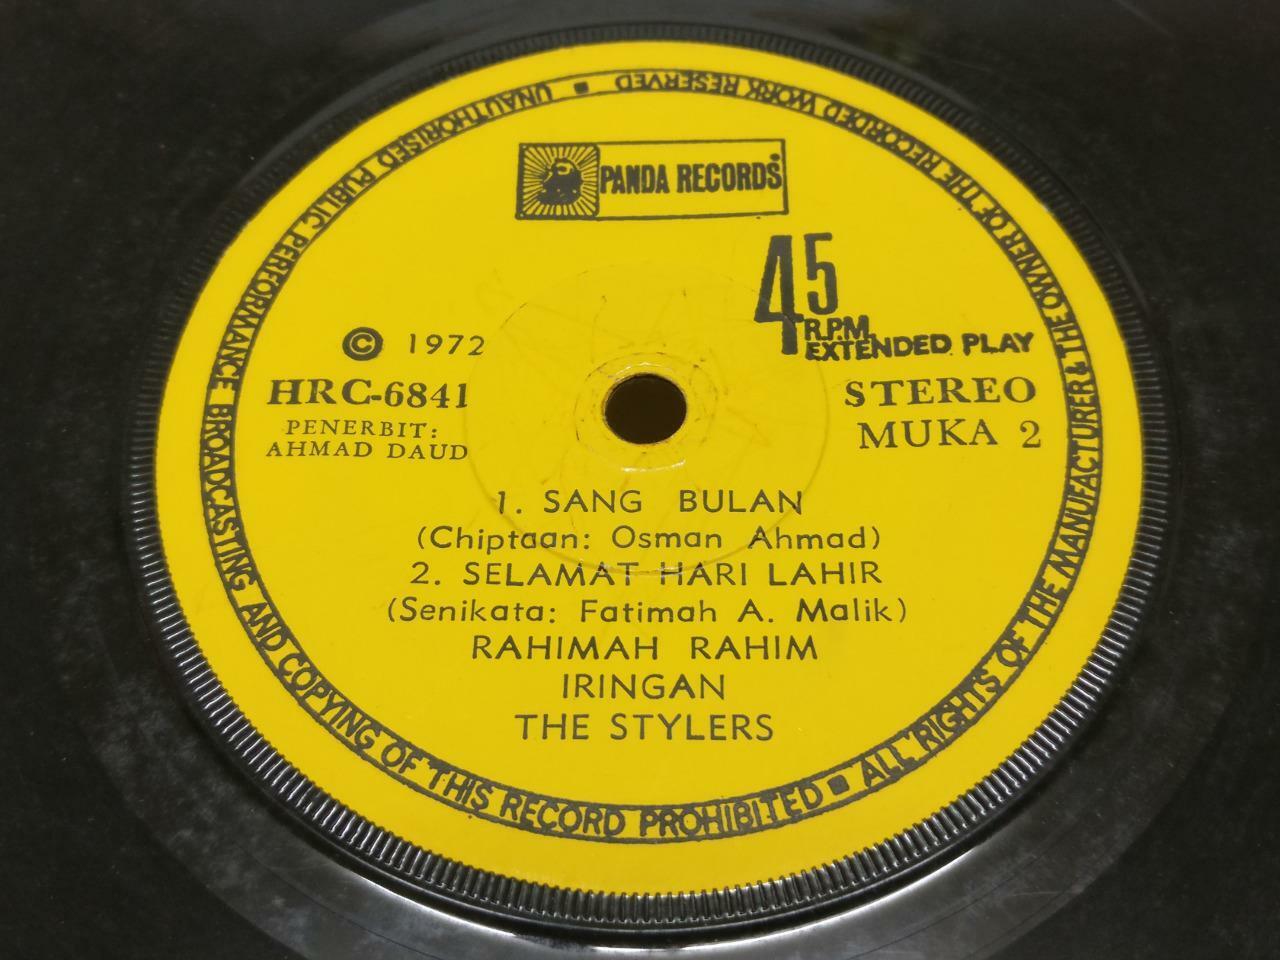 PANDA RECORDS
45
R.P.M.
EXTENDED PLAY
© 1972
HRC-6841
PENERBIT:
AHMAD DAUD
STEREO
MUKA 2
1. SANG BULAN
(Chiptaan: Osman Ahmad)
2. SELAMAT HARI LAHIR
(Senikata: Fatimah A. Malik)
RAHIMAH RAHIM
IRINGAN
THE STYLERS
ALL RIGHTS OF THE MANUFACTURER & THE OWNER OF THE RECORDED WORK RESERVED ■ UNAUTHORISED PUBLIC PERFORMANCE BROADCASTING AND COPYING OF THIS RECORD PROHIBITED ■